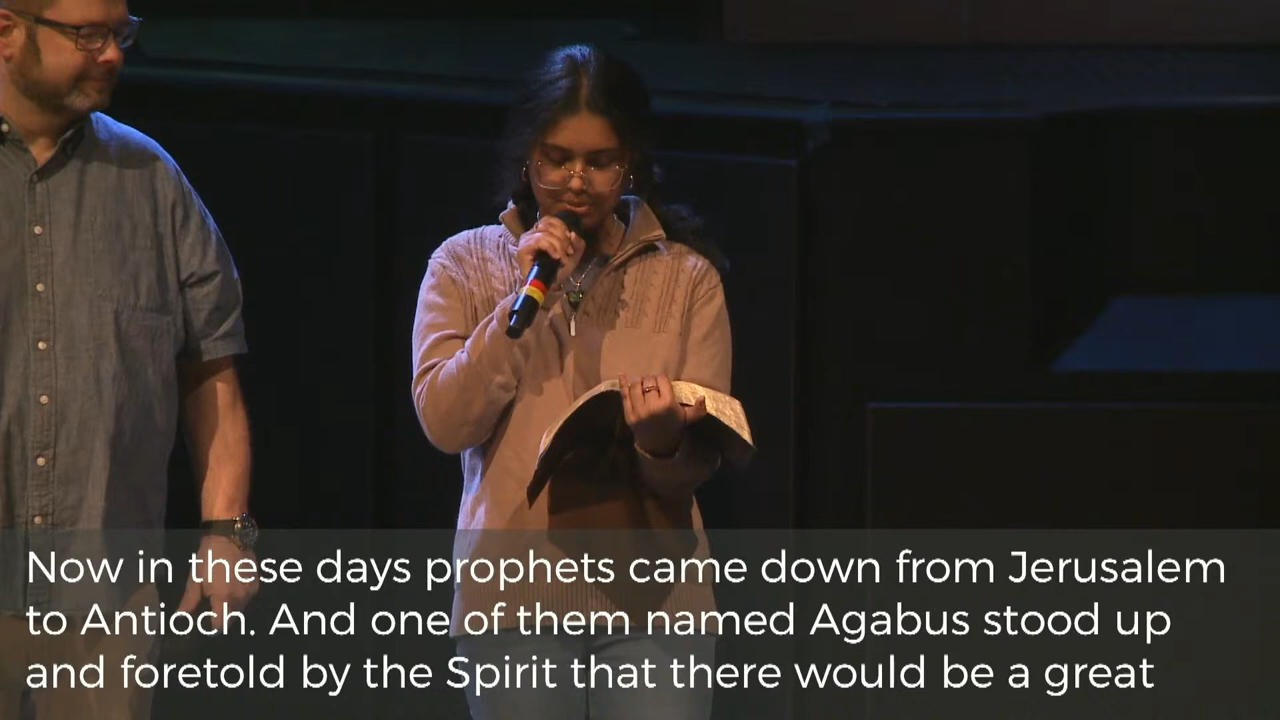 Now in these days prophets came down from Jerusalem
to Antioch. And one of them named Agabus stood up
and foretold by the Spirit that there would be a great